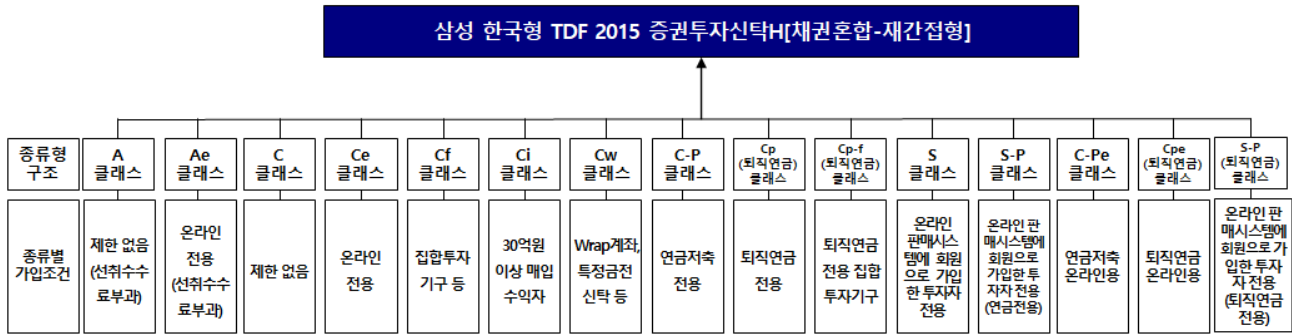 삼성 한국형 TDF 2015 증권투자신탁H[채권혼합-재간접형]
종류형
구조
A
클래스
Ae
클래스
C
클래스
Ce
클래스
Cf
클래스
Ci
클래스
Cw
클래스
C-P
클래스
Cp
(퇴직연금)
클래스
Cp-f
(퇴직연금)
클래스
S
클래스
S-P
클래스
C-Pe
클래스
Cpe
(퇴직연금)
클래스
S-P
(퇴직연금)
클래스
종류별
가입조건
제한 없음
(선취수수
료부과)
온라인
전용
(선취수수
료부과)
제한 없음
온라인
전용
집합투자
기구 등
30억원
이상 매입
수익자
Wrap계좌,
특정금전
신탁 등
연금저축
전용
퇴직연금
전용
퇴직연금
전용 집합
투자기구
온라인
판매시스
템에 회원
으로 가입
한 투자자
전용
온라인 판
매시스템에
회원으로
가입한 투
자자 전용
(연금전용)
연금저축
온라인용
퇴직연금
온라인용
온라인 판
매시스템에
회원으로 가
입한 투자
자 전용
(퇴직연금
전용)